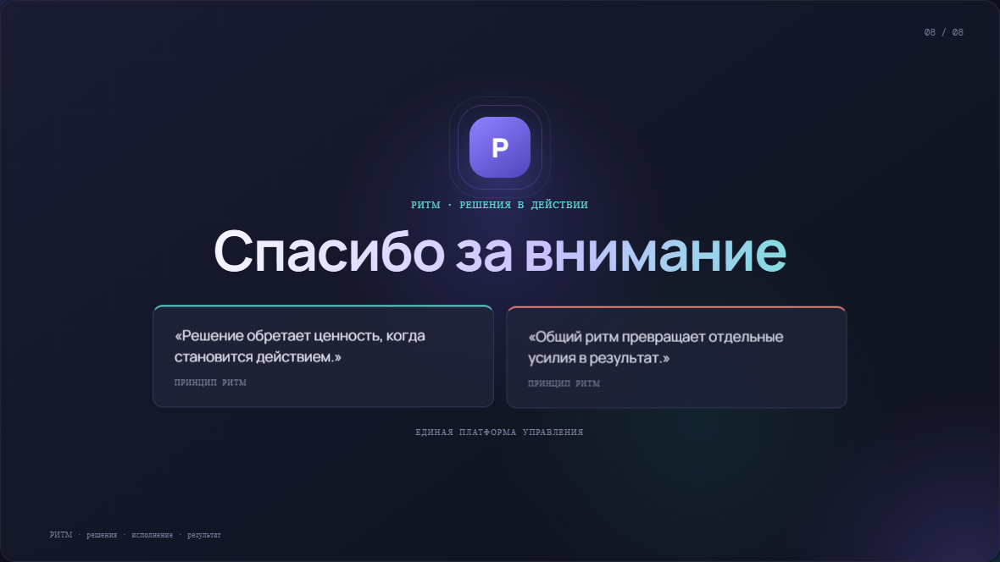 08 / 08
Р
РИТМ · РЕШЕНИЯ В ДЕЙСТВИИ
Спасибо за внимание
«Решение обретает ценность, когда
становится действием.»
ПРИНЦИП РИТМ
«Общий ритм превращает отдельные
усилия в результат.»
ПРИНЦИП РИТМ
ЕДИНАЯ ПЛАТФОРМА УПРАВЛЕНИЯ
РИТМ · решения · исполнение · результат